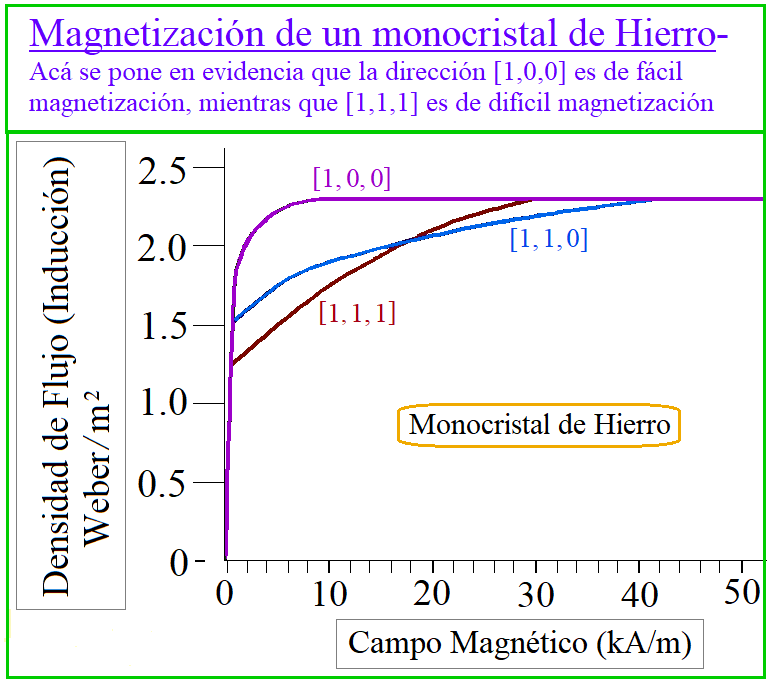 Magnetización de un monocristal de Hierro-
Acá se pone en evidencia que la dirección [1,0,0] es de fácil
magnetización, mientras que [1,1,1] es de difícil magnetización
Densidad de Flujo (Inducción)
Weber/m²
2.5
2.0
1.5
1.0
0.5
0
[1, 0, 0]
[1, 1, 0]
[1, 1, 1]
Monocristal de Hierro
0 10 20 30 40 50
Campo Magnético (kA/m)